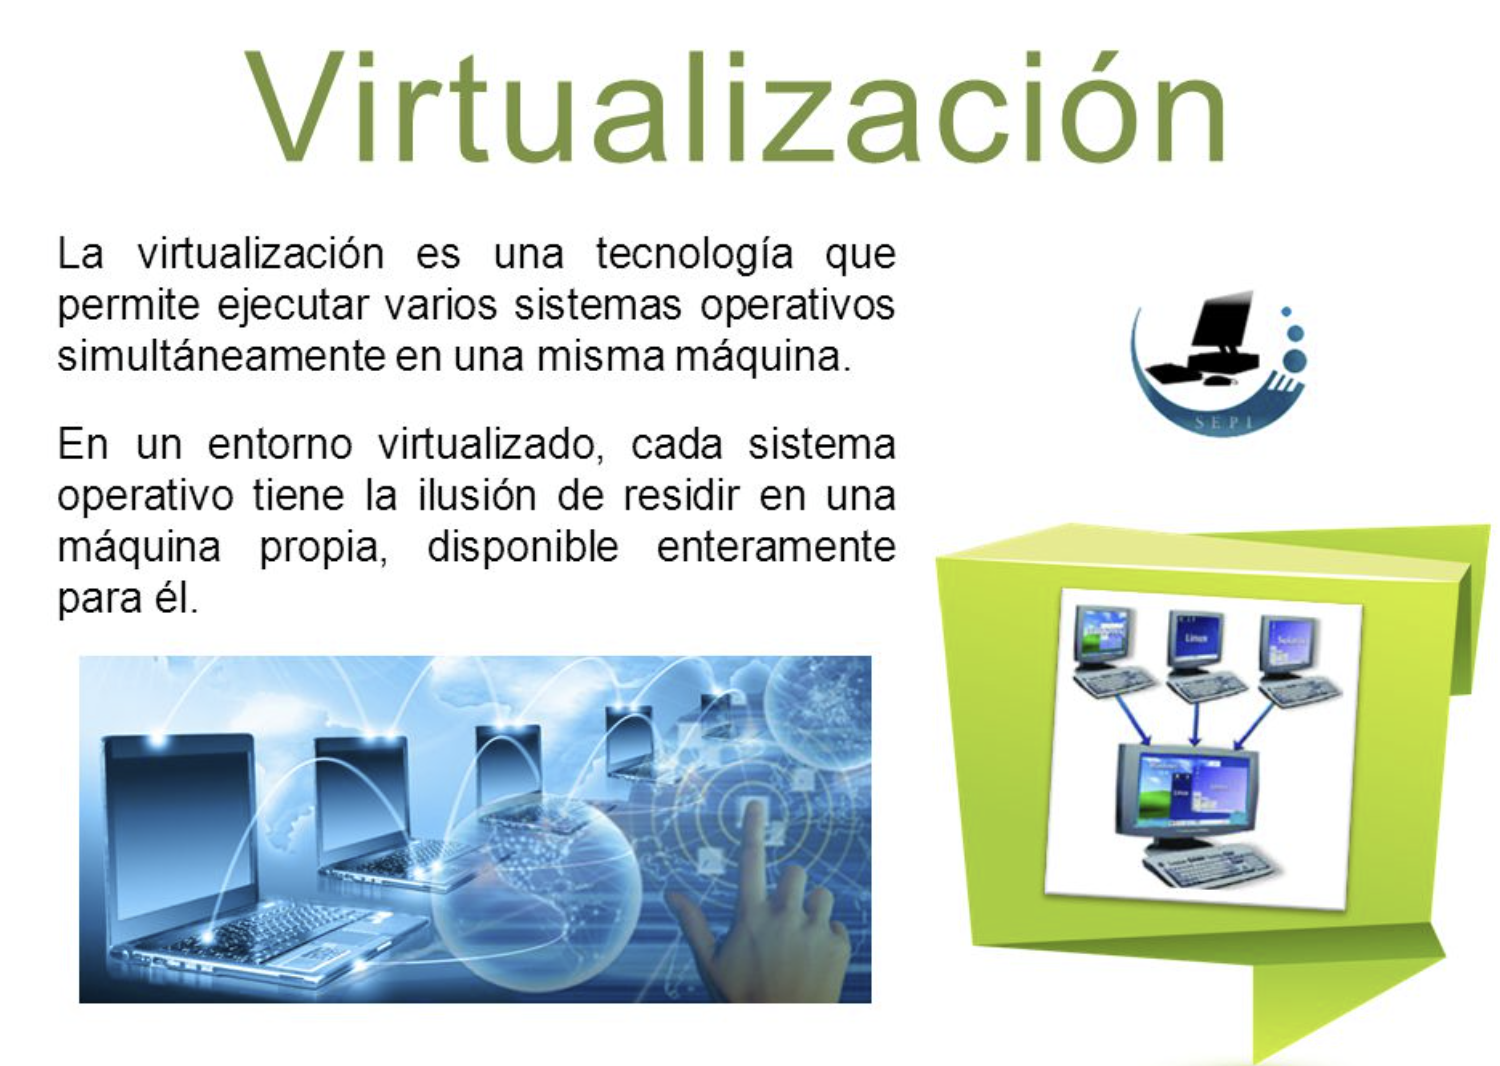 Virtualización
La virtualización es una tecnología que
permite ejecutar varios sistemas operativos
simultáneamente en una misma máquina.
En un entorno virtualizado, cada sistema
operativo tiene la ilusión de residir en una
máquina propia, disponible enteramente
para él.
SEPI
Linux